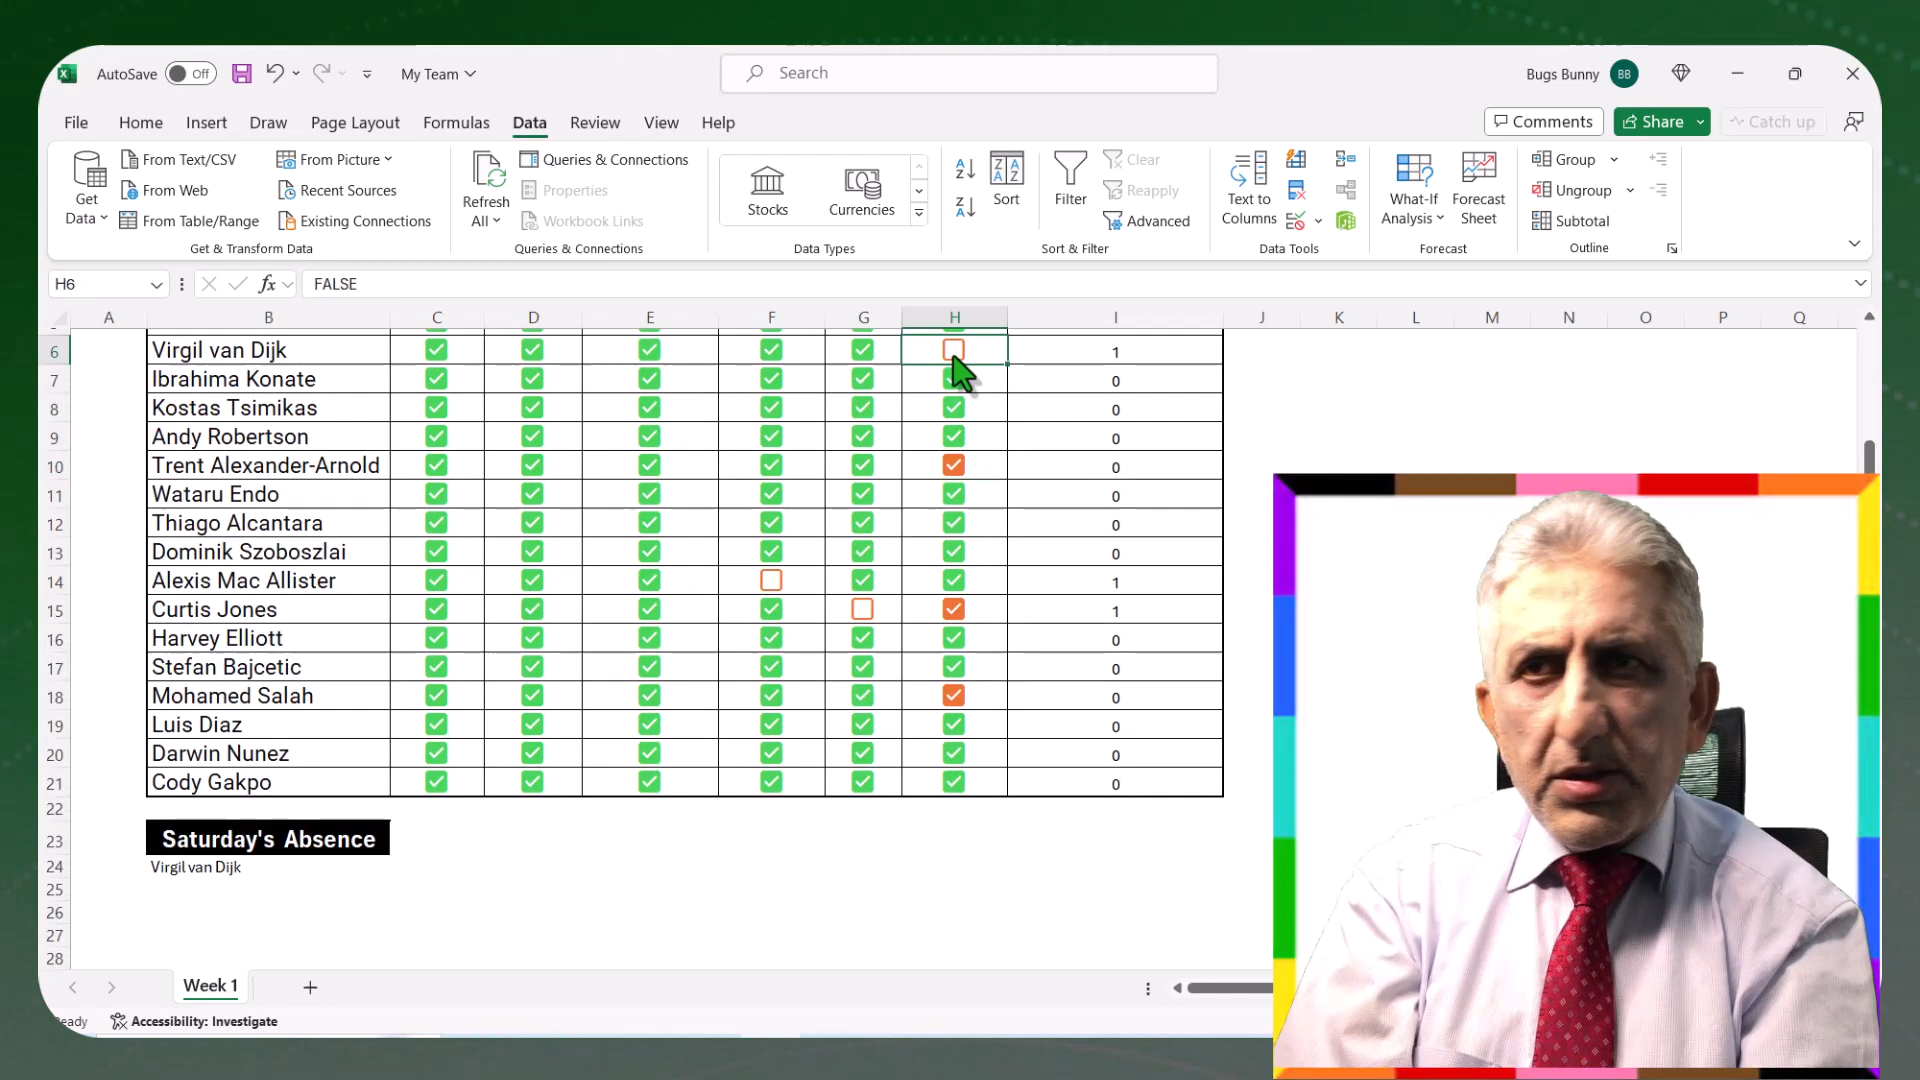 AutoSave Off My Team Search Bugs Bunny BB
File Home Insert Draw Page Layout Formulas Data Review View Help Comments Share Catch up
Get Data
From Text/CSV
From Web
From Table/Range
From Picture
Recent Sources
Existing Connections
Get & Transform Data
Refresh All
Queries & Connections
Properties
Workbook Links
Queries & Connections
Stocks
Currencies
Data Types
Sort
Filter
Clear
Reapply
Advanced
Sort & Filter
Text to Columns
Data Tools
What-If Analysis
Forecast Sheet
Forecast
Group
Ungroup
Subtotal
Outline
H6 fx FALSE
A B C D E F G H I J K L M N O P Q
6 Virgil van Dijk 1
7 Ibrahima Konate 0
8 Kostas Tsimikas 0
9 Andy Robertson 0
10 Trent Alexander-Arnold 0
11 Wataru Endo 0
12 Thiago Alcantara 0
13 Dominik Szoboszlai 0
14 Alexis Mac Allister 1
15 Curtis Jones 1
16 Harvey Elliott 0
17 Stefan Bajcetic 0
18 Mohamed Salah 0
19 Luis Diaz 0
20 Darwin Nunez 0
21 Cody Gakpo 0
22
23 Saturday's Absence
24 Virgil van Dijk
25
26
27
28
Week 1
eady Accessibility: Investigate